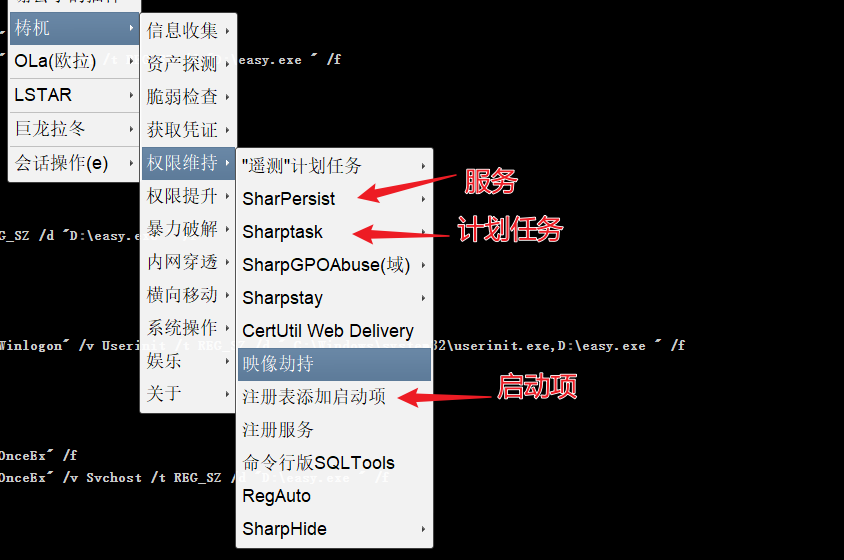 梼杌
OLa(欧拉)
LSTAR
巨龙拉冬
会话操作(e)
信息收集
资产探测
脆弱检查
获取凭证
权限维持
权限提升
暴力破解
内网穿透
横向移动
系统操作
娱乐
关于
"遥测"计划任务
SharPersist
Sharptask
SharpGPOAbuse(域)
Sharpstay
CertUtil Web Delivery
映像劫持
注册表添加启动项
注册服务
命令行版SQLTools
RegAuto
SharpHide
服务
计划任务
启动项
easy.exe " /f
G_SZ /d "D:\easy.e
Winlogon" /v Userinit /t REG_SZ /d
32\userinit.exe,D:\easy.exe " /f
OnceEx" /f
OnceEx" /v Svchost /t REG_SZ /d "D:\easy.exe " /f